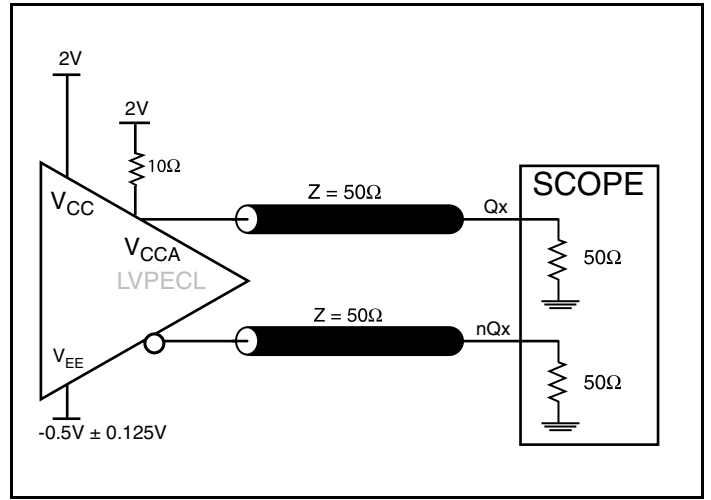 2V
2V
10Ω
V_CC
V_CCA
LVPECL
V_EE
-0.5V ± 0.125V
Z = 50Ω
Qx
Z = 50Ω
nQx
SCOPE
50Ω
50Ω